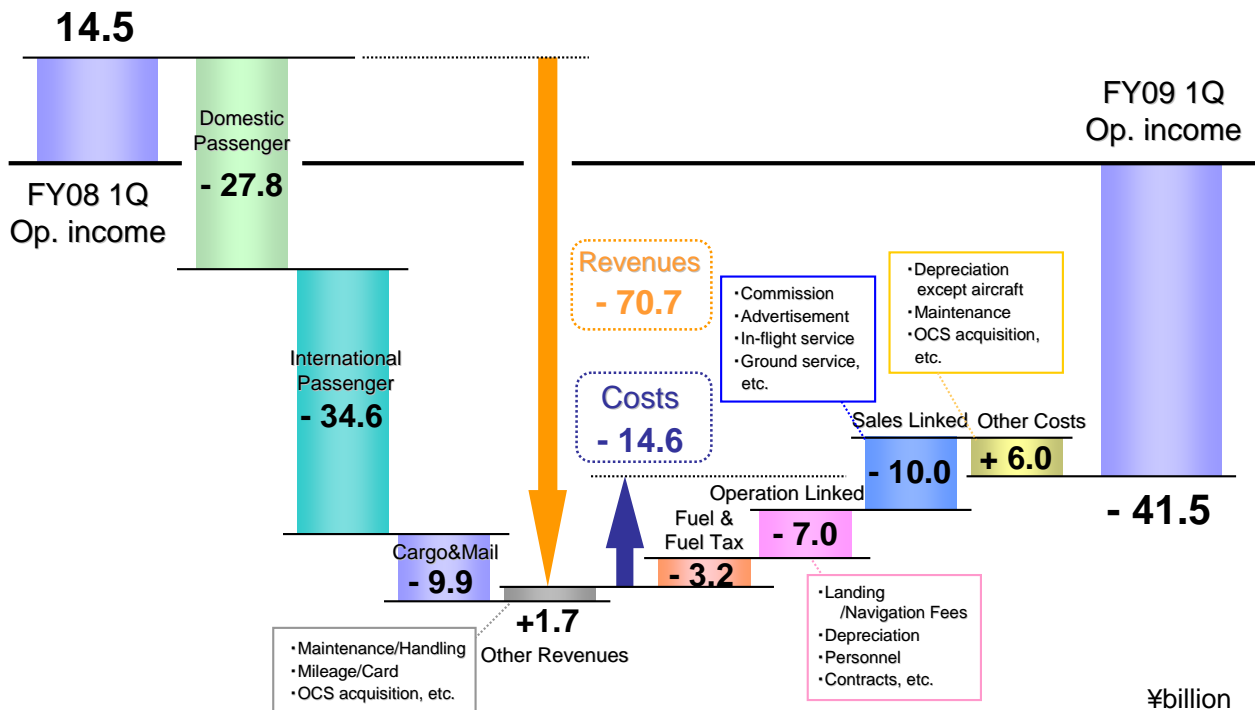 14.5
FY08 1Q
Op. income
Domestic
Passenger
- 27.8
International
Passenger
- 34.6
Cargo&Mail
- 9.9
+1.7
Other Revenues
・Maintenance/Handling
・Mileage/Card
・OCS acquisition, etc.
Revenues
- 70.7
Costs
- 14.6
Fuel &
Fuel Tax
- 3.2
Operation Linked
- 7.0
・Landing
/Navigation Fees
・Depreciation
・Personnel
・Contracts, etc.
・Commission
・Advertisement
・In-flight service
・Ground service,
etc.
Sales Linked
- 10.0
・Depreciation
except aircraft
・Maintenance
・OCS acquisition,
etc.
Other Costs
+ 6.0
FY09 1Q
Op. income
- 41.5
¥billion